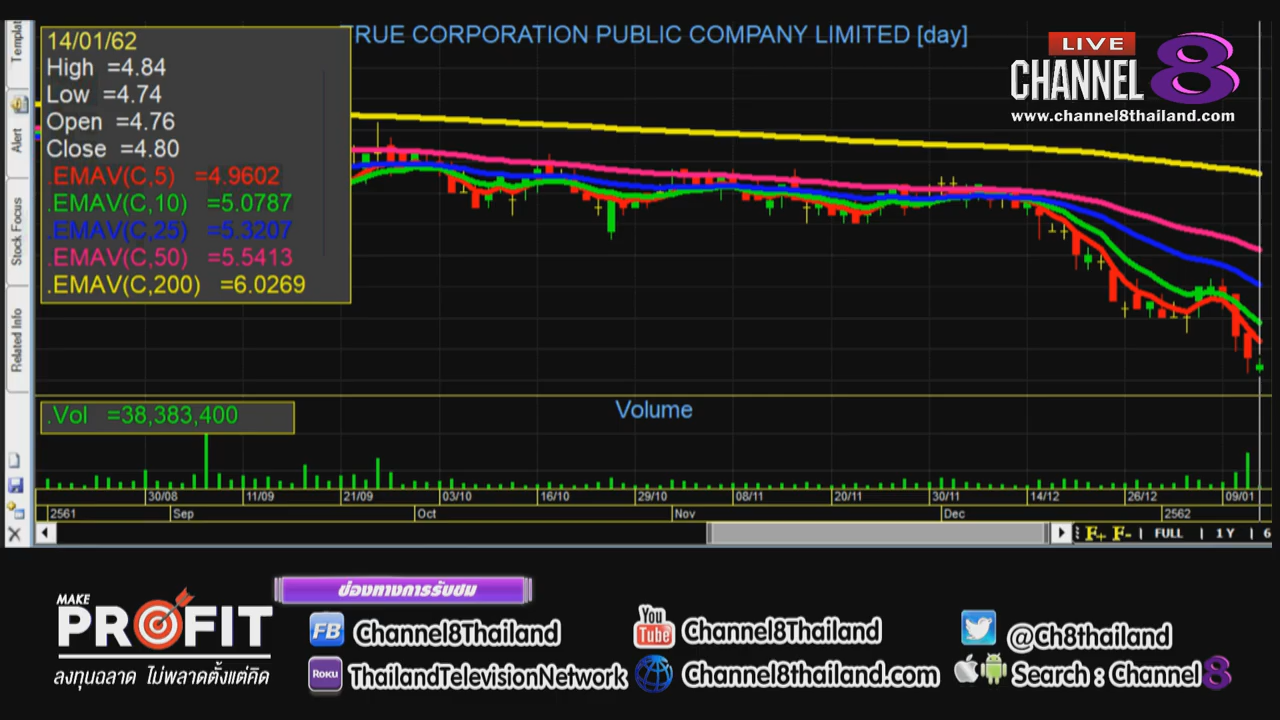 Templat
Alert
Stock Focus
Related Info
TRUE CORPORATION PUBLIC COMPANY LIMITED [day]
14/01/62
High =4.84
Low =4.74
Open =4.76
Close =4.80
.EMAV(C,5) =4.9602
.EMAV(C,10) =5.0787
.EMAV(C,25) =5.3207
.EMAV(C,50) =5.5413
.EMAV(C,200) =6.0269
LIVE
CHANNEL 8
www.channel8thailand.com
.Vol =38,383,400
Volume
30/08 11/09 21/09 03/10 16/10 29/10 08/11 20/11 30/11 14/12 26/12 09/01
2561 Sep Oct Nov Dec 2562
F+ F- | FULL | 1 Y | 6
MAKE
PROFIT
ลงทุนฉลาด ไม่พลาดตั้งแต่คิด
ช่องทางการรับชม
FB Channel8Thailand
You Tube Channel8Thailand
@Ch8thailand
Roku ThailandTelevisionNetwork
Channel8thailand.com
Search : Channel 8